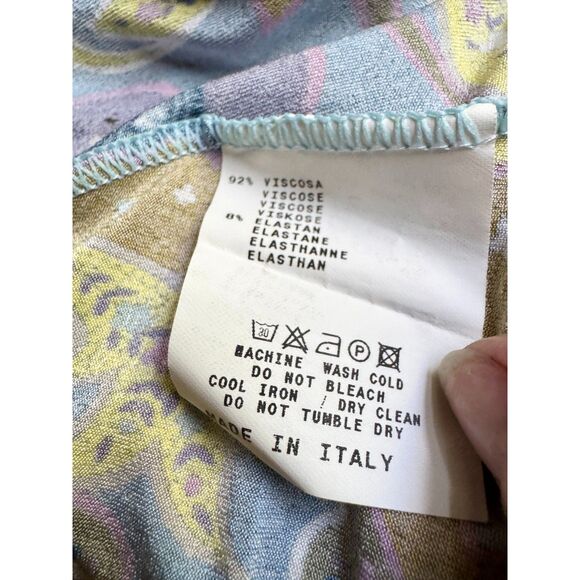 92% VISCOSA
VISCOSE
VISCOSE
VISKOSE
8% ELASTAN
ELASTANE
ELASTHANNE
ELASTHAN
30 P
MACHINE WASH COLD
DO NOT BLEACH
COOL IRON / DRY CLEAN
DO NOT TUMBLE DRY
MADE IN ITALY